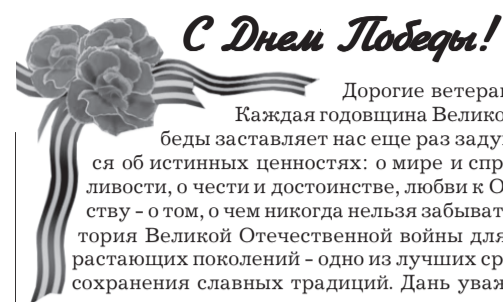 С Днем Победы!
Дорогие ветеран
Каждая годовщина Велико
беды заставляет нас еще раз заду
ся об истинных ценностях: о мире и спр
ливости, о чести и достоинстве, любви к О
ству - о том, о чем никогда нельзя забыват
тория Великой Отечественной войны для
растающих поколений - одно из лучших ср
сохранения славных традиций. Дань ува